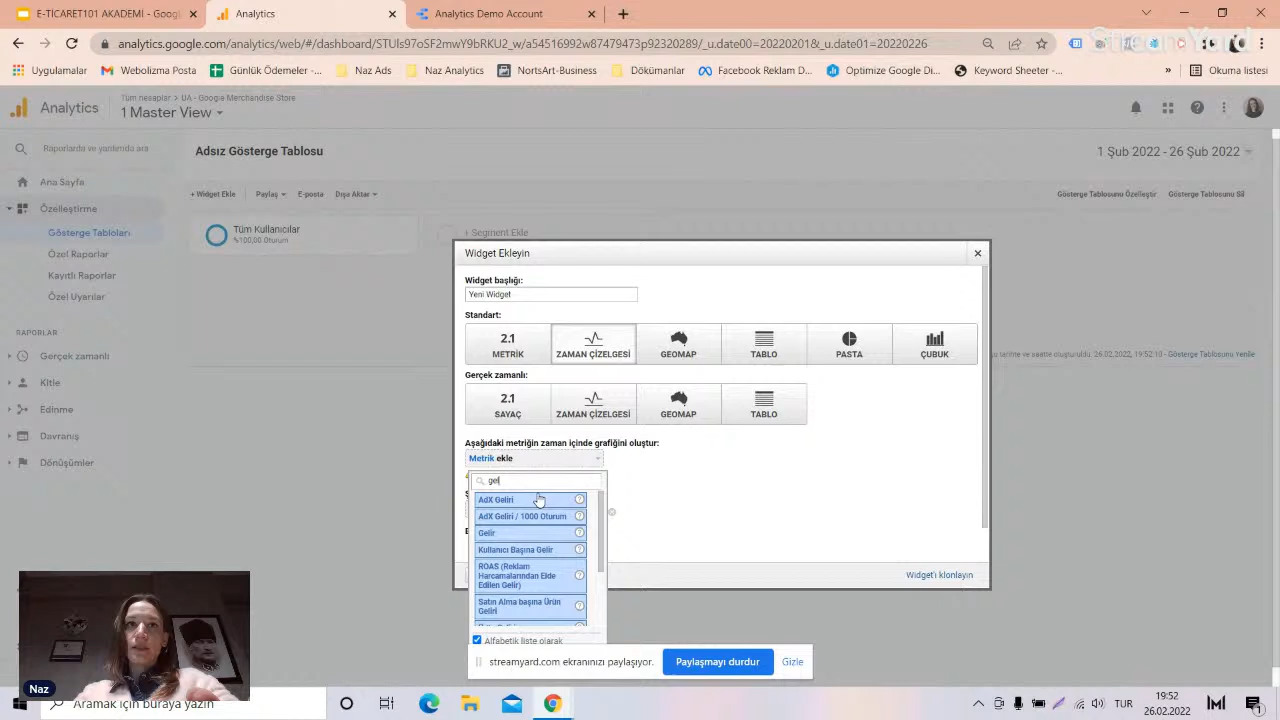 E-TİCARET101 AKADEMİ - Googl
Analytics
Analytics Demo Account
analytics.google.com/analytics/web/#/dashboard/STUIs97oSF2mwY9bRKU2_w/a54516992w87479473p92320289/_u.date00=20220201&_u.date01=20220226
StreamYard
Uygulamalar
Webolizma Posta
Günlük Ödemeler -...
Naz Ads
Naz Analytics
NortsArt-Business
Dökümanlar
Facebook Reklam D...
Optimize Google Di...
Keyword Sheeter -...
»
Okuma listesi
Analytics
Tüm hesaplar > UA - Google Merchandise Store
1 Master View
Raporlarda ve yardımda ara
Ana Sayfa
Özelleştirme
Gösterge Tabloları
Özel Raporlar
Kayıtlı Raporlar
Özel Uyarılar
RAPORLAR
Gerçek zamanlı
Kitle
Edinme
Davranış
Dönüşümler
Adsız Gösterge Tablosu
1 Şub 2022 - 26 Şub 2022
+ Widget Ekle
Paylaş
E-posta
Dışa Aktar
Gösterge Tablosunu Özelleştir
Gösterge Tablosunu Sil
Tüm Kullanıcılar
%100,00 Oturum
+ Segment Ekle
Widget Ekleyin
Widget başlığı:
Yeni Widget
Standart:
2.1
METRİK
ZAMAN ÇİZELGESİ
GEOMAP
TABLO
PASTA
ÇUBUK
Gerçek zamanlı:
2.1
SAYAÇ
ZAMAN ÇİZELGESİ
GEOMAP
TABLO
Aşağıdaki metriğin zaman içinde grafiğini oluştur:
Metrik ekle
geli
AdX Geliri
AdX Geliri / 1000 Oturum
Gelir
Kullanıcı Başına Gelir
ROAS (Reklam
Harcamalarından Elde
Edilen Gelir)
Satın Alma başına Ürün
Geliri
Alfabetik liste olarak
Widget'ı klonlayın
tarihte ve saatte oluşturuldu. 26.02.2022, 19:52:10 - Gösterge Tablosunu Yenile
streamyard.com ekranınızı paylaşıyor.
Paylaşmayı durdur
Gizle
Naz
Aramak için buraya yazın
TUR
19:52
26.02.2022
1